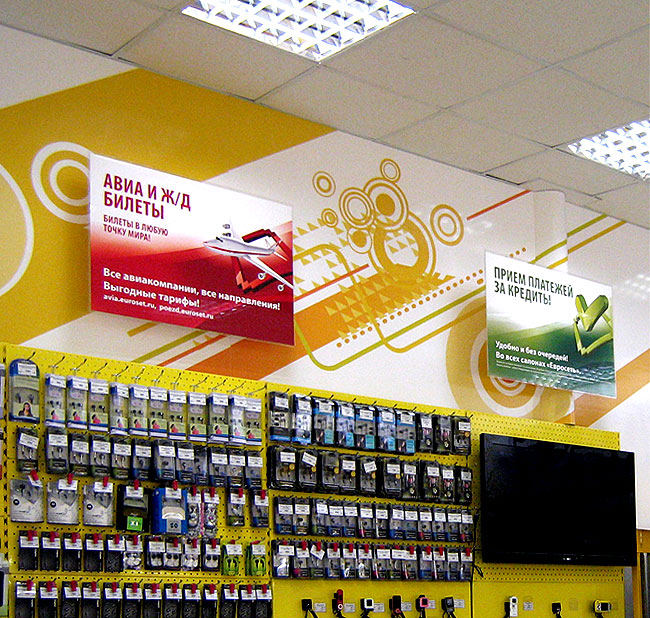 АВИА И Ж/Д
БИЛЕТЫ
БИЛЕТЫ В ЛЮБУЮ
ТОЧКУ МИРА!
Все авиакомпании, все направления!
Выгодные тарифы!
avia.euroset.ru, poezd.euroset.ru
ПРИЕМ ПЛАТЕЖЕЙ
ЗА КРЕДИТЫ!
Удобно и без очередей!
Во всех салонах «Евросеть».